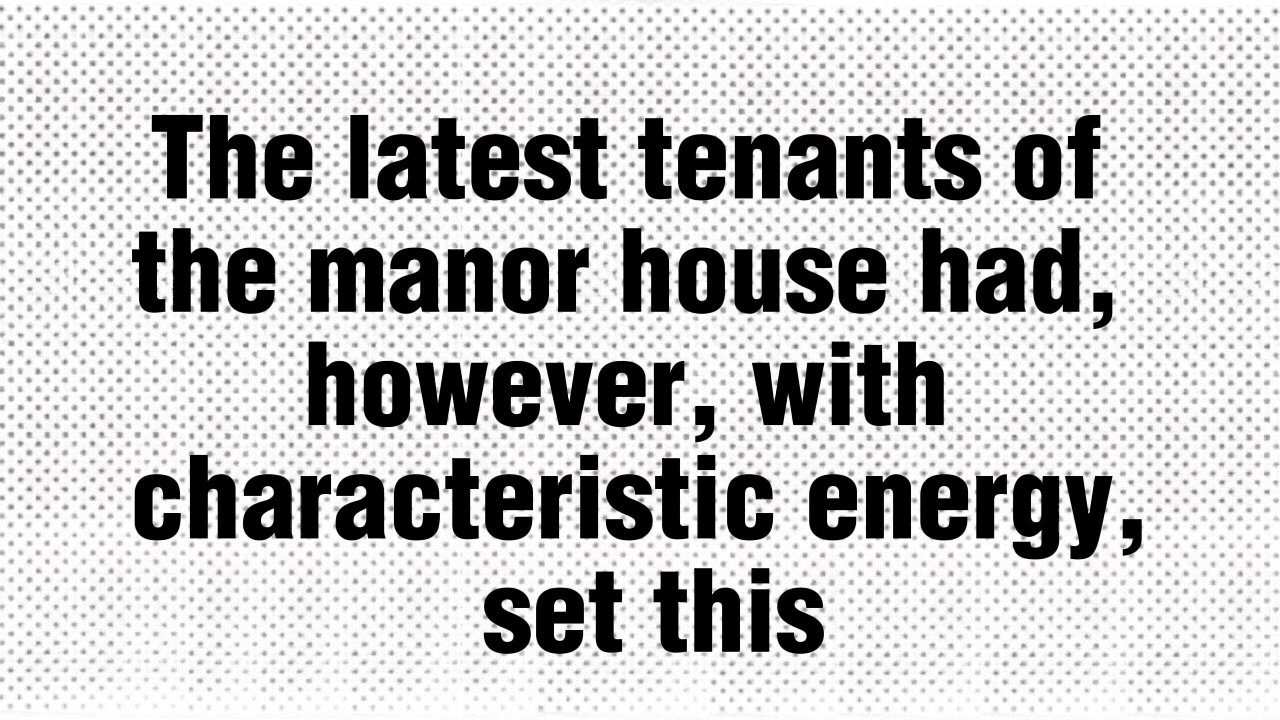 The latest tenants of
the manor house had,
however, with
characteristic energy,
set this